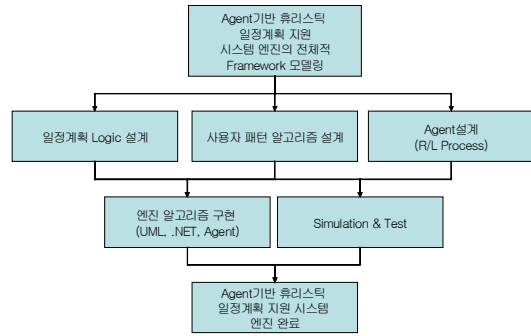 Agent기반 휴리스틱
일정계획 지원
시스템 엔진의 전체적
Framework 모델링
일정계획 Logic 설계
사용자 패턴 알고리즘 설계
Agent설계
(R/L Process)
엔진 알고리즘 구현
(UML, .NET, Agent)
Simulation & Test
Agent기반 휴리스틱
일정계획 지원 시스템
엔진 완료